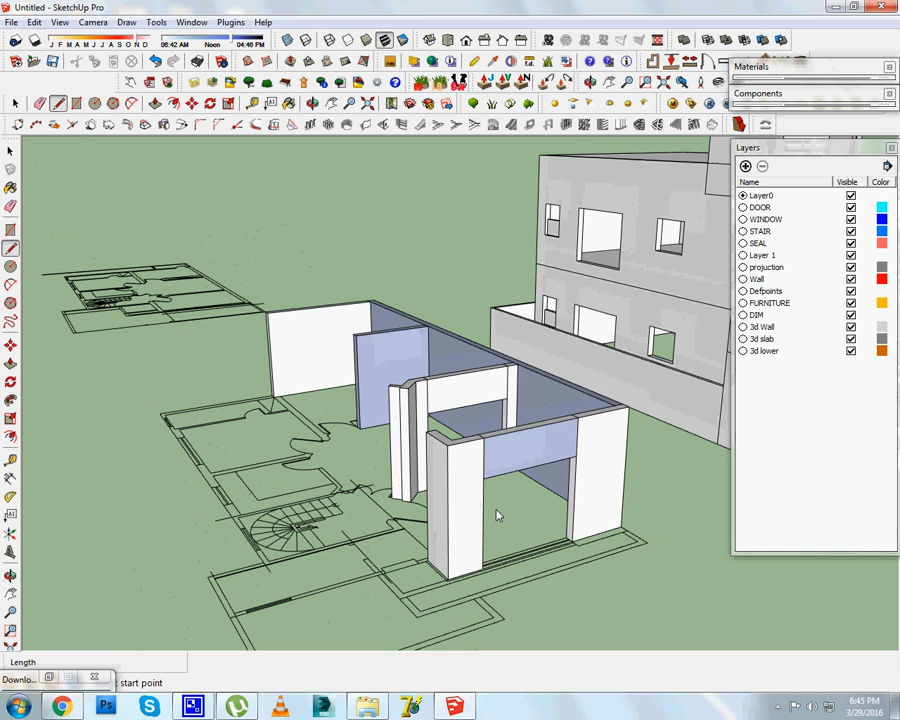 Untitled - SketchUp Pro
File Edit View Camera Draw Tools Window Plugins Help
J F M A M J J A S O N D 06:42 AM Noon 04:46 PM
Materials
Components
Layers
Name Visible Color
Layer0
DOOR
WINDOW
STAIR
SEAL
Layer 1
projuction
Wall
Defpoints
FURNITURE
DIM
3d Wall
3d slab
3d lower
Length
Downlo...
start point
6:45 PM
3/29/2016